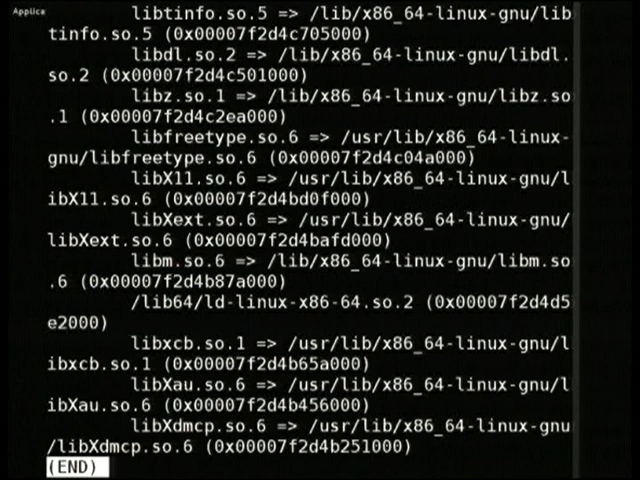 Applica
libtinfo.so.5 => /lib/x86_64-linux-gnu/lib
tinfo.so.5 (0x00007f2d4c705000)
libdl.so.2 => /lib/x86_64-linux-gnu/libdl.
so.2 (0x00007f2d4c501000)
libz.so.1 => /lib/x86_64-linux-gnu/libz.so
.1 (0x00007f2d4c2ea000)
libfreetype.so.6 => /usr/lib/x86_64-linux-
gnu/libfreetype.so.6 (0x00007f2d4c04a000)
libX11.so.6 => /usr/lib/x86_64-linux-gnu/l
ibX11.so.6 (0x00007f2d4bd0f000)
libXext.so.6 => /usr/lib/x86_64-linux-gnu/
libXext.so.6 (0x00007f2d4bafd000)
libm.so.6 => /lib/x86_64-linux-gnu/libm.so
.6 (0x00007f2d4b87a000)
/lib64/ld-linux-x86-64.so.2 (0x00007f2d4d5
e2000)
libxcb.so.1 => /usr/lib/x86_64-linux-gnu/l
ibxcb.so.1 (0x00007f2d4b65a000)
libXau.so.6 => /usr/lib/x86_64-linux-gnu/l
ibXau.so.6 (0x00007f2d4b456000)
libXdmcp.so.6 => /usr/lib/x86_64-linux-gnu
/libXdmcp.so.6 (0x00007f2d4b251000)
(END)